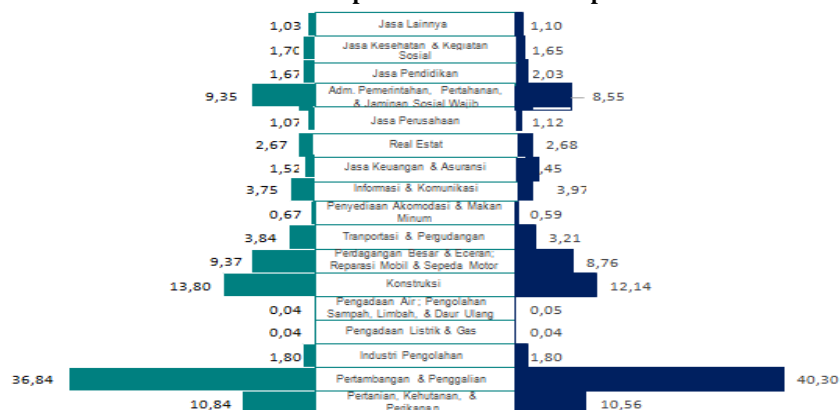 1,03 Jasa Lainnya 1,10
1,70 Jasa Kesehatan & Kegiatan
Sosial 1,65
1,67 Jasa Pendidikan 2,03
9,35 Adm. Pemerintahan, Pertahanan,
& Jaminan Sosial Wajib 8,55
1,07 Jasa Perusahaan 1,12
2,67 Real Estat 2,68
1,52 Jasa Keuangan & Asuransi ,45
3,75 Informasi & Komunikasi 3,97
0,67 Penyediaan Akomodasi & Makan
Minum 0,59
3,84 Tranportasi & Pergudangan 3,21
9,37 Perdagangan Besar & Eceran;
Reparasi Mobil & Sepeda Motor 8,76
13,80 Konstruksi 12,14
0,04 Pengadaan Air; Pengolahan
Sampah, Limbah, & Daur Ulang 0,05
0,04 Pengadaan Listrik & Gas 0,04
1,80 Industri Pengolahan 1,80
36,84 Pertambangan & Penggalian 40,30
10,84 Pertanian, Kehutanan, &
Perikanan 10,56